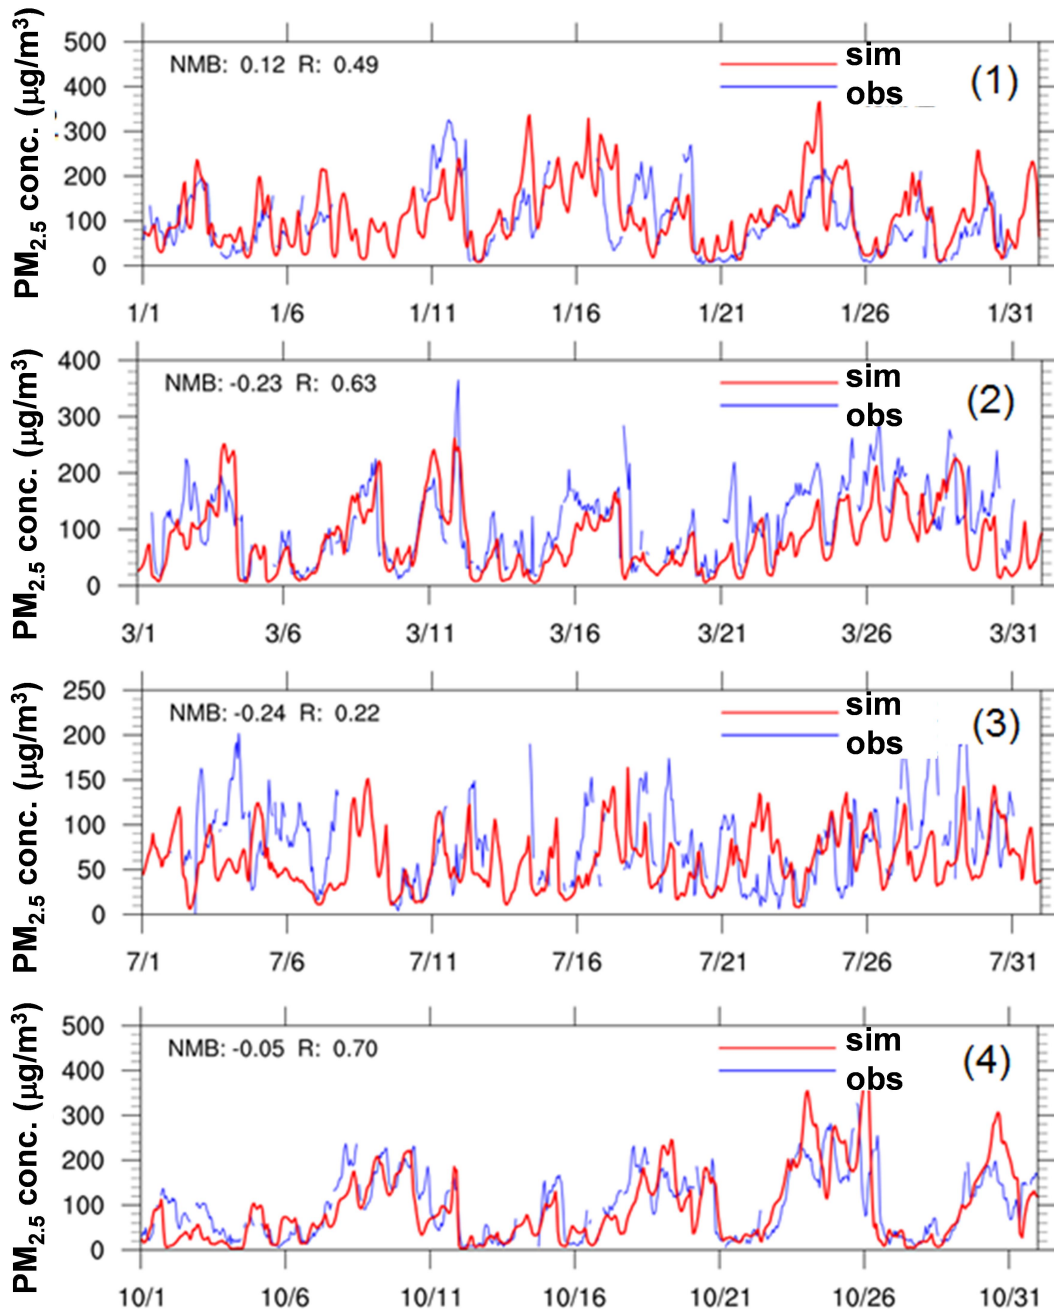 PM2.5 conc. (μg/m3)
500
400
300
200
100
0
NMB: 0.12 R: 0.49
sim
obs
(1)
1/1 1/6 1/11 1/16 1/21 1/26 1/31
PM2.5 conc. (μg/m3)
400
300
200
100
0
NMB: -0.23 R: 0.63
sim
obs
(2)
3/1 3/6 3/11 3/16 3/21 3/26 3/31
PM2.5 conc. (μg/m3)
250
200
150
100
50
0
NMB: -0.24 R: 0.22
sim
obs
(3)
7/1 7/6 7/11 7/16 7/21 7/26 7/31
PM2.5 conc. (μg/m3)
500
400
300
200
100
0
NMB: -0.05 R: 0.70
sim
obs
(4)
10/1 10/6 10/11 10/16 10/21 10/26 10/31